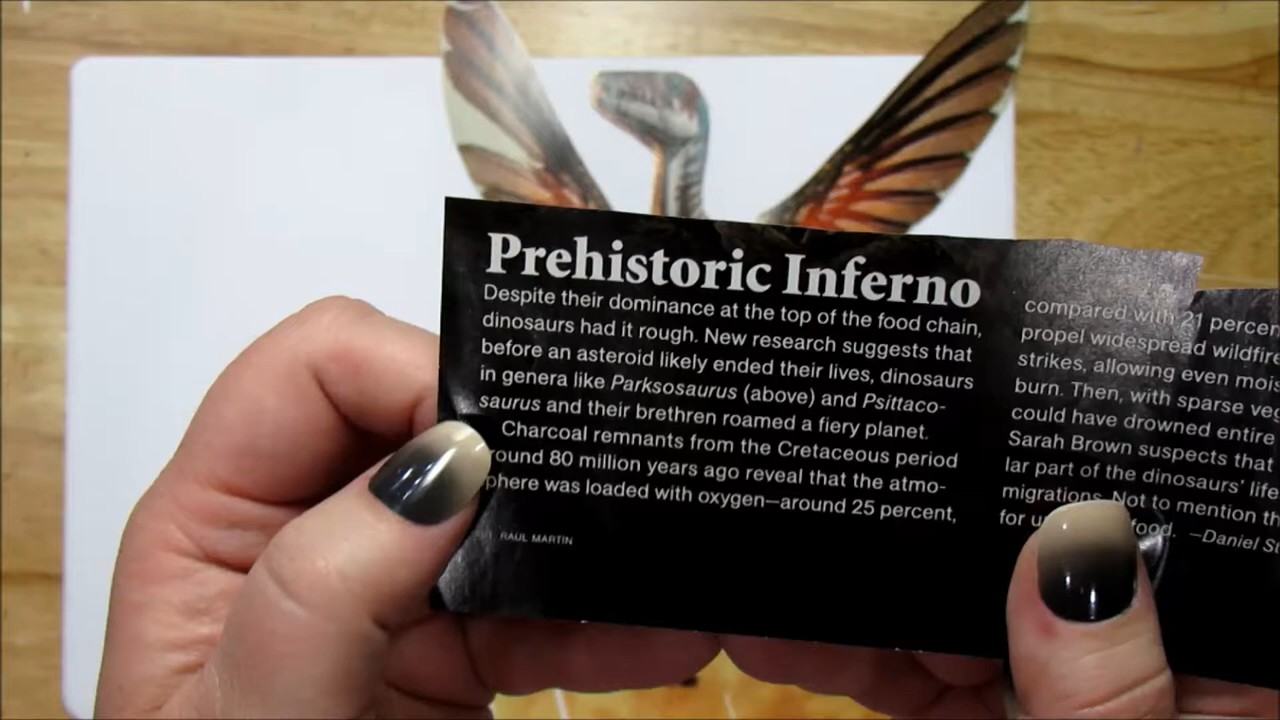 Prehistoric Inferno
Despite their dominance at the top of the food chain,
dinosaurs had it rough. New research suggests that
before an asteroid likely ended their lives, dinosaurs
in genera like Parksosaurus (above) and Psittaco-
saurus and their brethren roamed a fiery planet.
Charcoal remnants from the Cretaceous period
round 80 million years ago reveal that the atmo-
phere was loaded with oxygen—around 25 percent,
RAUL MARTIN
compared with 21 percen
propel widespread wildfire
strikes, allowing even mois
burn. Then, with sparse veg
could have drowned entire
Sarah Brown suspects that
lar part of the dinosaurs' life
migrations. Not to mention th
for food. —Daniel St